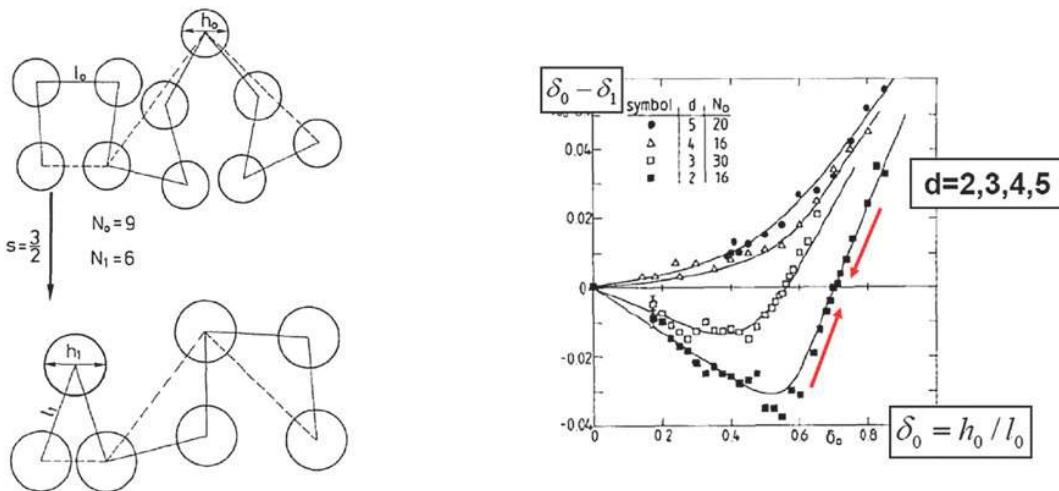 h₀
l₀
N₀=9
s=3/2
N₁=6
h₁
l₁
δ₀ − δ₁
symbol d N₀
● 5 20
△ 4 16
□ 3 30
■ 2 16
0.04
0.02
0
-0.02
-0.04
0 0.2 0.4 0.6 0.8
δ₀
d=2,3,4,5
δ₀ = h₀ / l₀